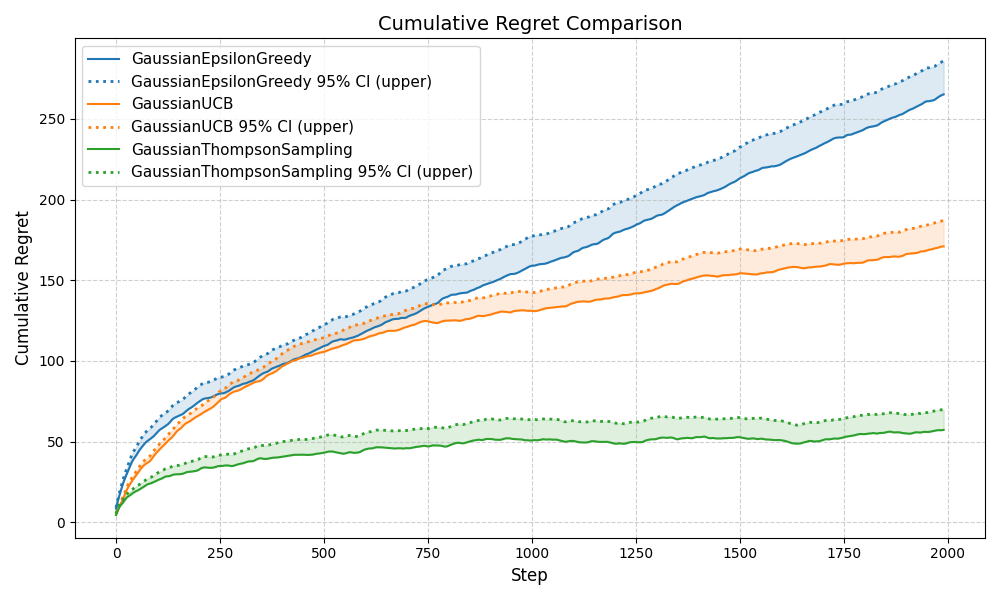 Cumulative Regret Comparison
GaussianEpsilonGreedy
GaussianEpsilonGreedy 95% CI (upper)
GaussianUCB
GaussianUCB 95% CI (upper)
GaussianThompsonSampling
GaussianThompsonSampling 95% CI (upper)
Cumulative Regret
250
200
150
100
50
0
0 250 500 750 1000 1250 1500 1750 2000
Step